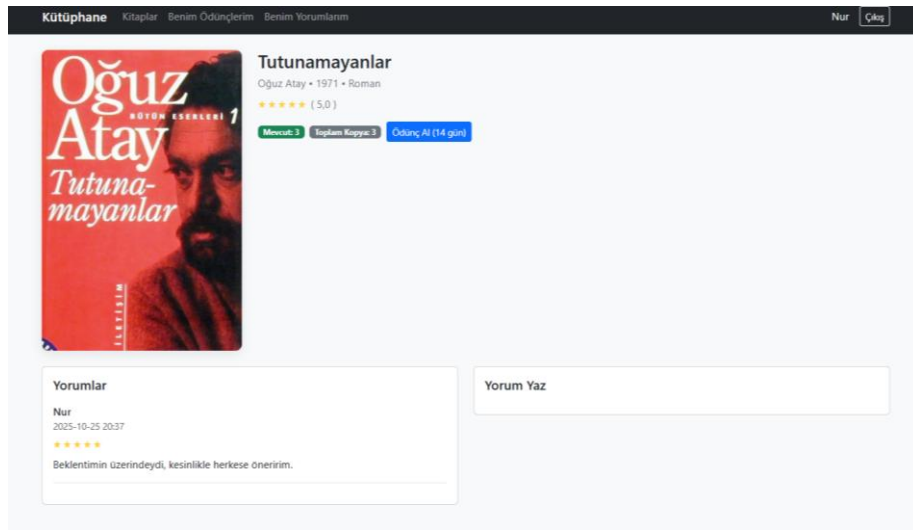 Kütüphane Kitaplar Benim Ödünçlerim Benim Yorumlarım Nur Çıkış
Oğuz
BÜTÜN ESERLERİ 1
Atay
Tutuna-
mayanlar
İLETİŞİM
Tutunamayanlar
Oğuz Atay • 1971 • Roman
★★★★★ ( 5,0 )
Mevcut: 3 Toplam Kopya: 3 Ödünç Al (14 gün)
Yorumlar
Nur
2025-10-25 20:37
★★★★★
Beklentimin üzerindeydi, kesinlikle herkese öneririm.
Yorum Yaz